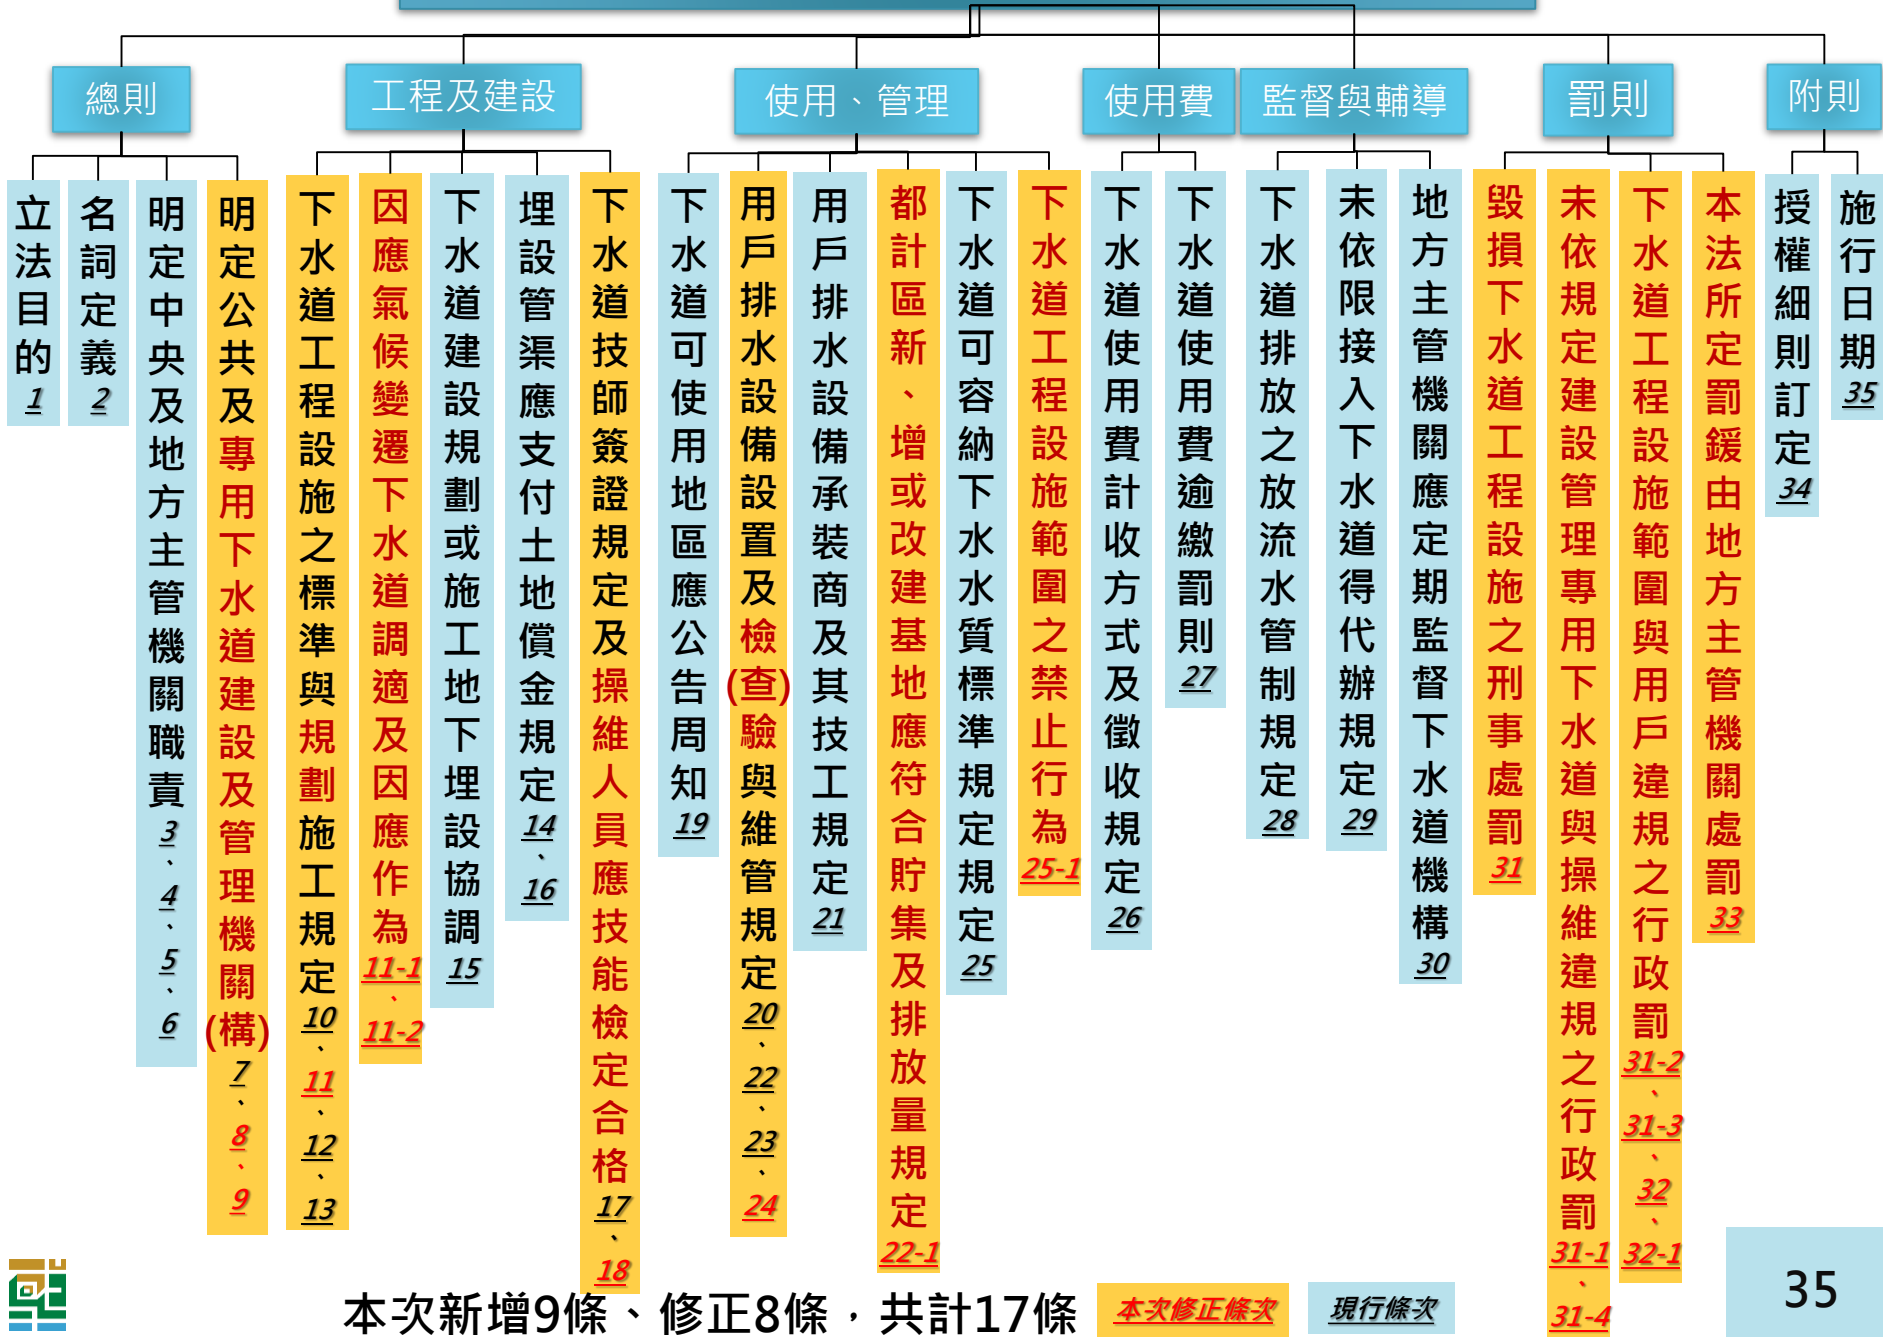 總則
工程及建設
使用、管理
使用費
監督與輔導
罰則
附則
立法目的1
名詞定義2
明定中央及地方主管機關職責3、4、5、6
明定公共及專用下水道建設及管理機關(構)7、8、9
下水道工程設施之標準與規劃施工規定10、11、12、13
因應氣候變遷下水道調適及因應作為11-1、11-2
下水道建設規劃或施工地下埋設協調15
埋設管渠應支付土地償金規定14、16
下水道技師簽證規定及操維人員應技能檢定合格17、18
下水道可使用地區應公告周知19
用戶排水設備設置及檢(查)驗與維管規定20、22、23、24
用戶排水設備承裝商及其技工規定21
都計區新、增或改建基地應符合貯集及排放量規定22-1
下水道可容納下水水質標準規定規定25
下水道工程設施範圍之禁止行為25-1
下水道使用費計收方式及徵收規定26
下水道使用費逾繳罰則27
下水道排放之放流水管制規定28
未依限接入下水道得代辦規定29
地方主管機關應定期監督下水道機構30
毀損下水道工程設施之刑事處罰31
未依規定建設管理專用下水道與操維違規之行政罰31-1、31-4
下水道工程設施範圍與用戶違規之行政罰31-2、31-3、32、32-1
本法所定罰鍰由地方主管機關處罰33
授權細則訂定34
施行日期35
本次新增9條、修正8條，共計17條
本次修正條次
現行條次
35